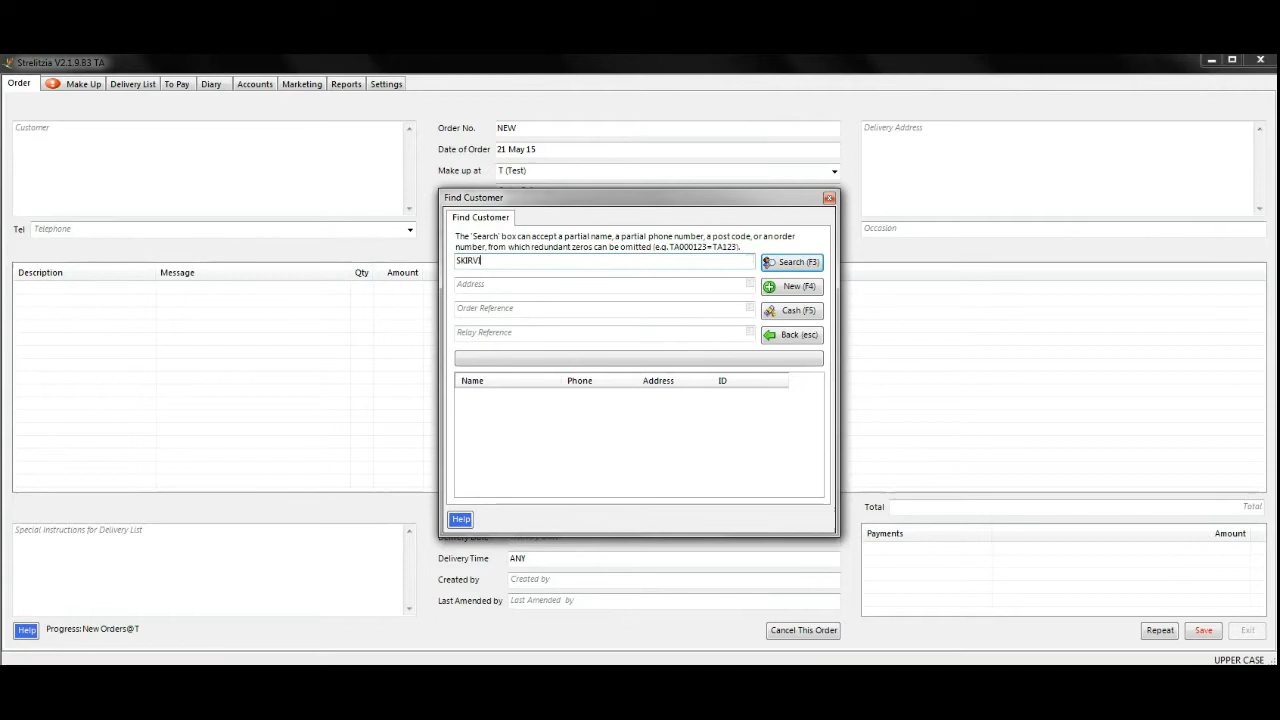 Strelitzia V2.1.9.83 TA
Order
Make Up
Delivery List
To Pay
Diary
Accounts
Marketing
Reports
Settings
Customer
Order No.
NEW
Delivery Address
Date of Order
21 May 15
Make up at
T (Test)
Find Customer
Find Customer
The 'Search' box can accept a partial name, a partial phone number, a post code, or an order
number, from which redundant zeros can be omitted (e.g. TA000123=TA123).
Tel
Telephone
Occasion
SKIRVI
Search (F3)
Description
Message
Qty
Amount
Address
New (F4)
Order Reference
Cash (F5)
Relay Reference
Back (esc)
Name
Phone
Address
ID
Help
Total
Total
Special Instructions for Delivery List
Payments
Amount
Delivery Time
ANY
Created by
Created by
Last Amended by
Last Amended by
Help
Progress: New Orders@T
Cancel This Order
Repeat
Save
Exit
UPPER CASE